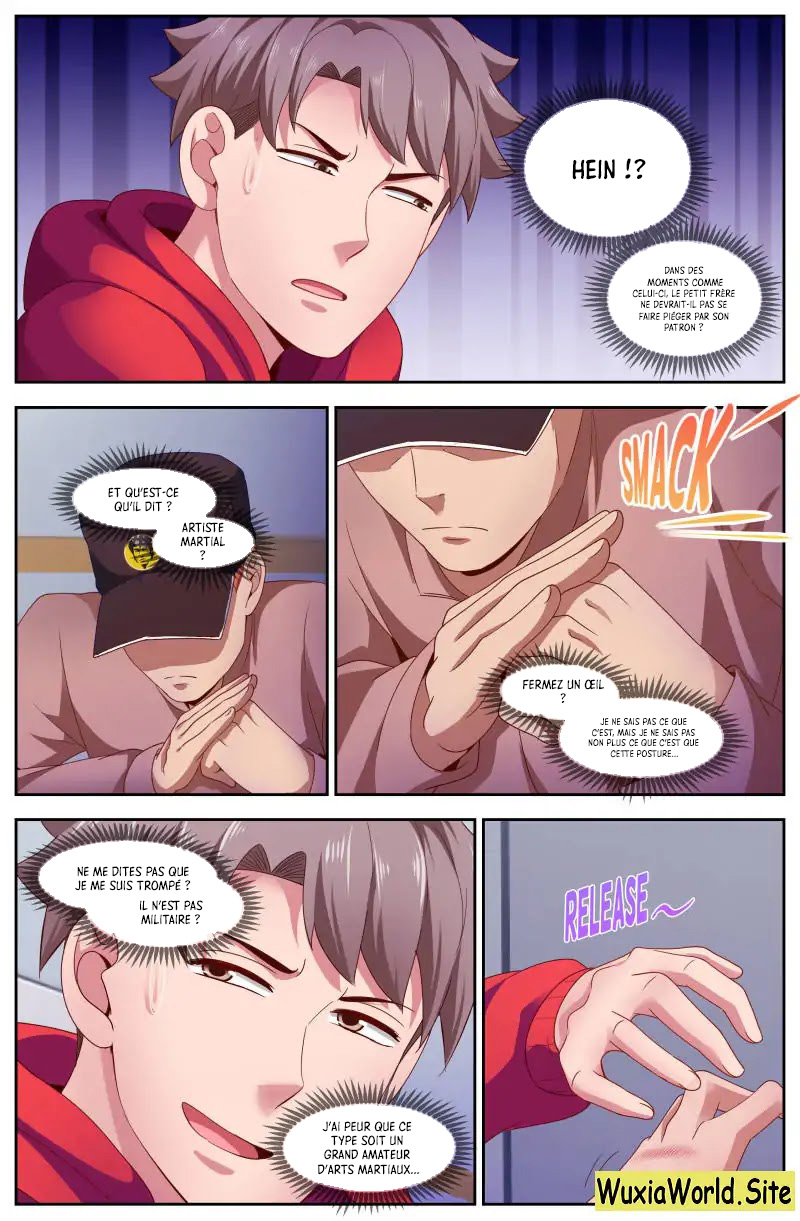 HEIN !?
DANS DES
MOMENTS COMME
CELUI-CI, LE PETIT FRÈRE
NE DEVRAIT-IL PAS SE
FAIRE PIÉGER PAR SON
PATRON ?
ET QU'EST-CE
QU'IL DIT ?
ARTISTE
MARTIAL
?
SMACK
FERMEZ UN ŒIL
?
JE NE SAIS PAS CE QUE
C'EST, MAIS JE NE SAIS PAS
NON PLUS CE QUE C'EST QUE
CETTE POSTURE...
NE ME DITES PAS QUE
JE ME SUIS TROMPÉ ?
IL N'EST PAS
MILITAIRE ?
RELEASE~
J'AI PEUR QUE CE
TYPE SOIT UN
GRAND AMATEUR
D'ARTS MARTIAUX...
WuxiaWorld.Site